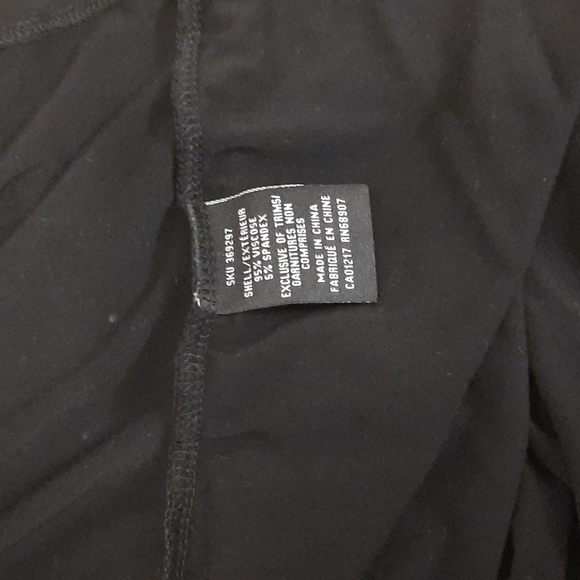 SKU 369297
SHELL/EXTÉRIEUR
95% VISCOSE
5% SPANDEX
EXCLUSIVE OF TRIMS/
GARNITURES NON
COMPRISES
MADE IN CHINA
FABRIQUÉ EN CHINE
CA01217 RN68907